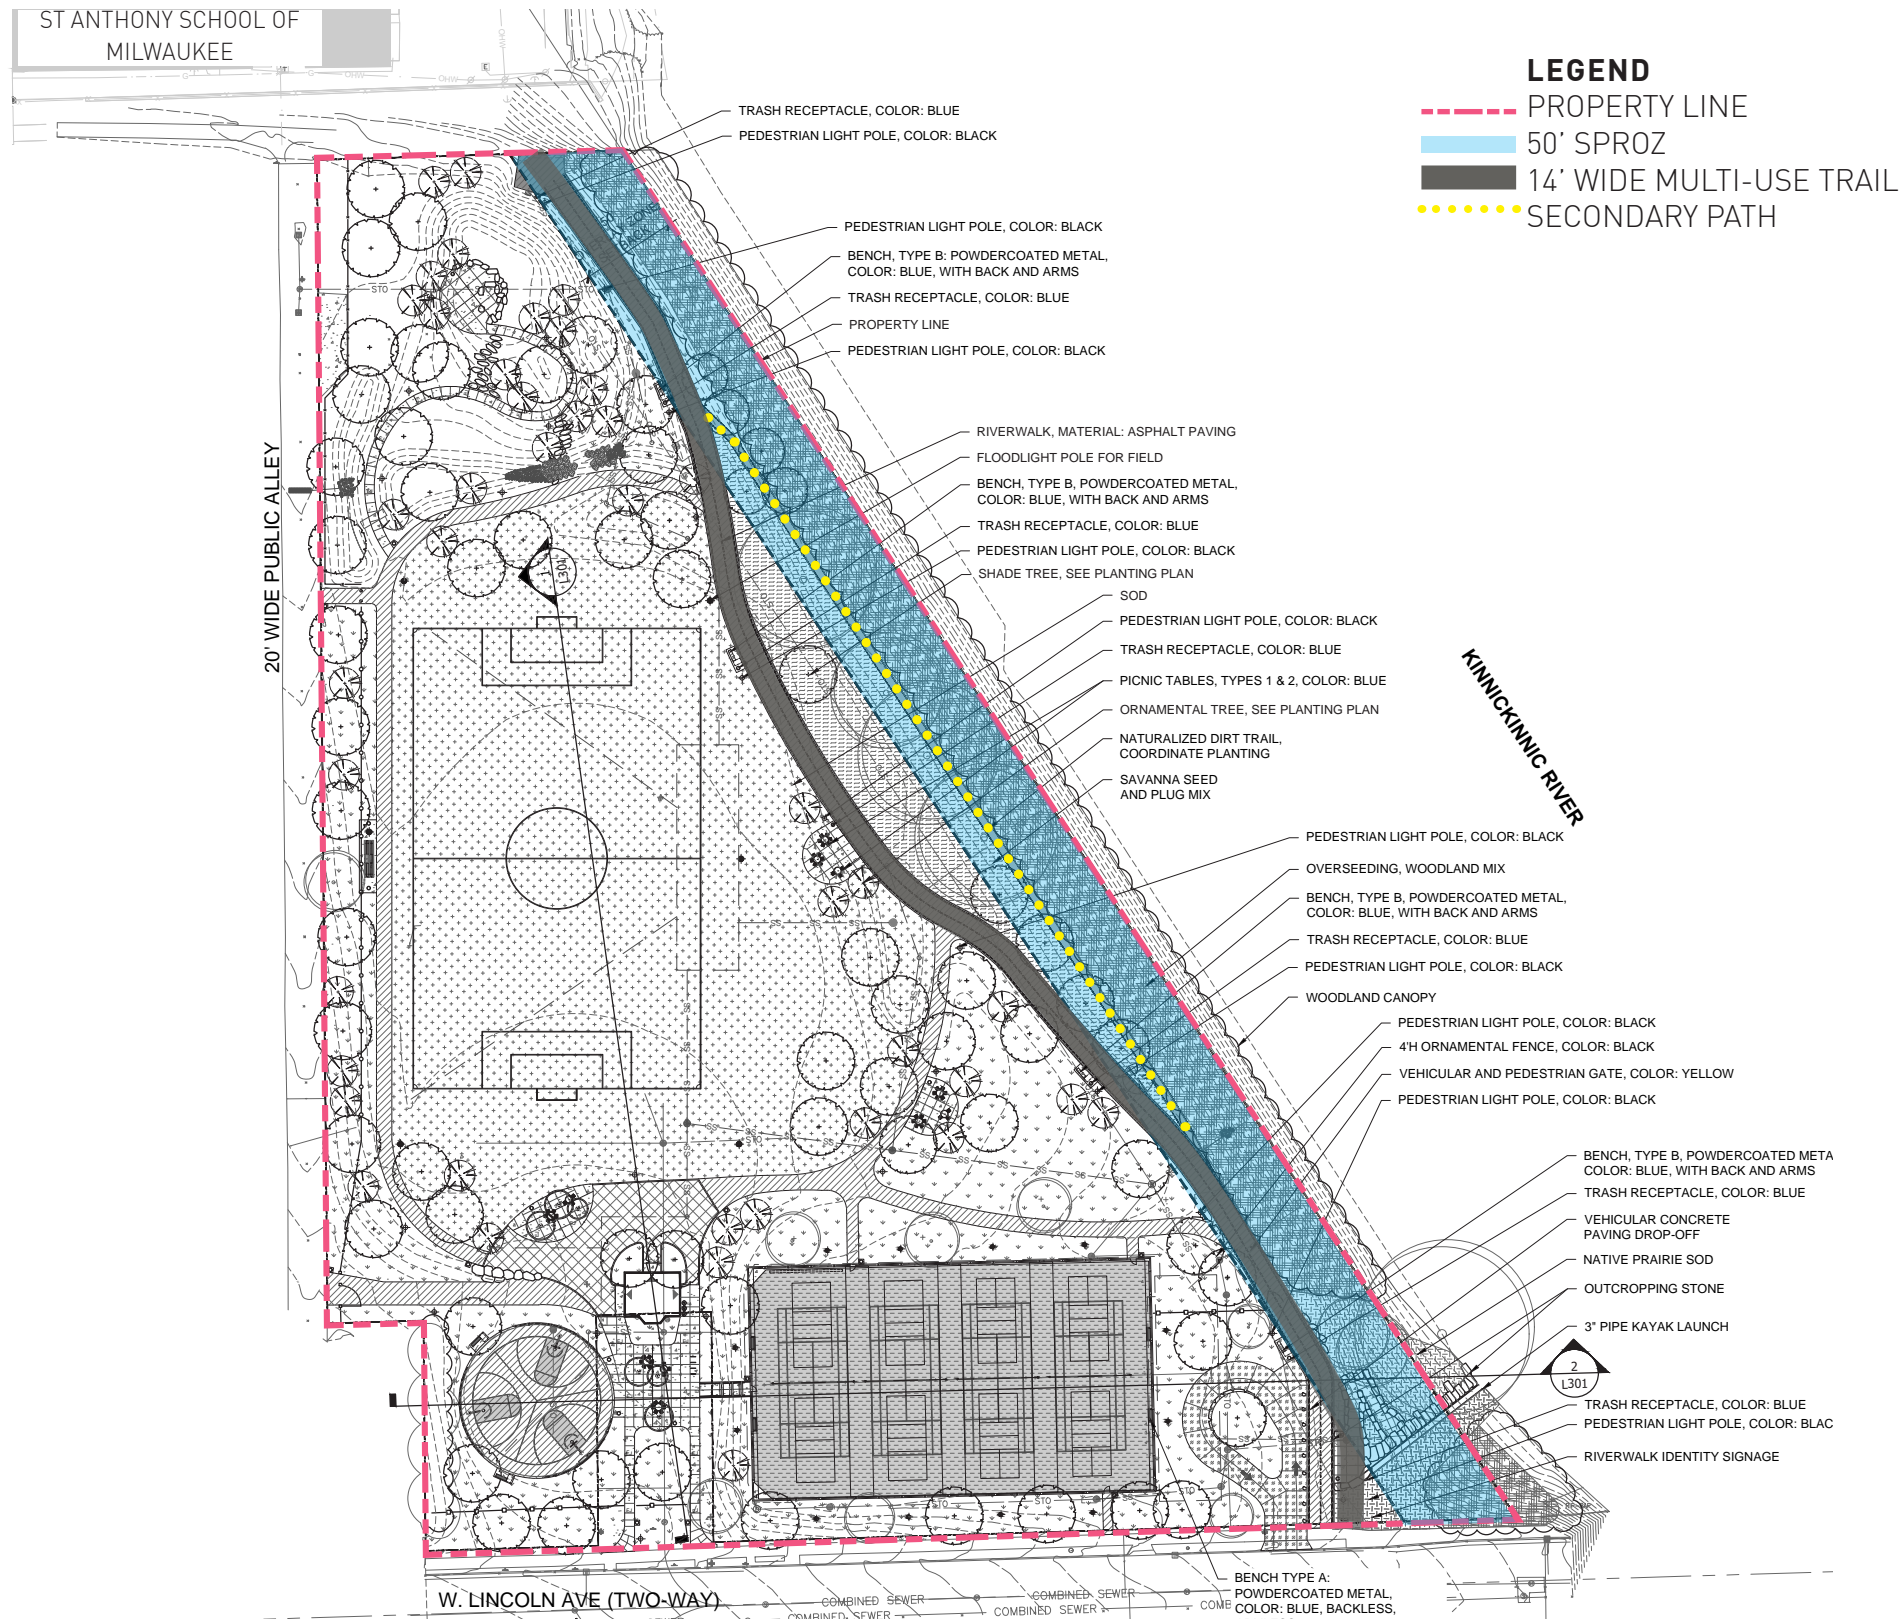 ST ANTHONY SCHOOL OF
MILWAUKEE
LEGEND
PROPERTY LINE
50' SPROZ
14' WIDE MULTI-USE TRAIL
SECONDARY PATH
TRASH RECEPTACLE, COLOR: BLUE
PEDESTRIAN LIGHT POLE, COLOR: BLACK
PEDESTRIAN LIGHT POLE, COLOR: BLACK
BENCH, TYPE B: POWDERCOATED METAL,
COLOR: BLUE, WITH BACK AND ARMS
TRASH RECEPTACLE, COLOR: BLUE
PROPERTY LINE
PEDESTRIAN LIGHT POLE, COLOR: BLACK
RIVERWALK, MATERIAL: ASPHALT PAVING
FLOODLIGHT POLE FOR FIELD
BENCH, TYPE B, POWDERCOATED METAL,
COLOR: BLUE, WITH BACK AND ARMS
TRASH RECEPTACLE, COLOR: BLUE
PEDESTRIAN LIGHT POLE, COLOR: BLACK
SHADE TREE, SEE PLANTING PLAN
SOD
PEDESTRIAN LIGHT POLE, COLOR: BLACK
TRASH RECEPTACLE, COLOR: BLUE
PICNIC TABLES, TYPES 1 & 2, COLOR: BLUE
ORNAMENTAL TREE, SEE PLANTING PLAN
NATURALIZED DIRT TRAIL,
COORDINATE PLANTING
SAVANNA SEED
AND PLUG MIX
20' WIDE PUBLIC ALLEY
L304
KINNICKINNIC RIVER
PEDESTRIAN LIGHT POLE, COLOR: BLACK
OVERSEEDING, WOODLAND MIX
BENCH, TYPE B, POWDERCOATED METAL,
COLOR: BLUE, WITH BACK AND ARMS
TRASH RECEPTACLE, COLOR: BLUE
PEDESTRIAN LIGHT POLE, COLOR: BLACK
WOODLAND CANOPY
PEDESTRIAN LIGHT POLE, COLOR: BLACK
4'H ORNAMENTAL FENCE, COLOR: BLACK
VEHICULAR AND PEDESTRIAN GATE, COLOR: YELLOW
PEDESTRIAN LIGHT POLE, COLOR: BLACK
BENCH, TYPE B, POWDERCOATED META
COLOR: BLUE, WITH BACK AND ARMS
TRASH RECEPTACLE, COLOR: BLUE
VEHICULAR CONCRETE
PAVING DROP-OFF
NATIVE PRAIRIE SOD
OUTCROPPING STONE
3" PIPE KAYAK LAUNCH
2
L301
TRASH RECEPTACLE, COLOR: BLUE
PEDESTRIAN LIGHT POLE, COLOR: BLAC
RIVERWALK IDENTITY SIGNAGE
BENCH TYPE A:
POWDERCOATED METAL,
COLOR: BLUE, BACKLESS,
W. LINCOLN AVE (TWO-WAY)
COMBINED SEWER
COMBINED SEWER
COMBINED SEWER
COMBINED SEWER